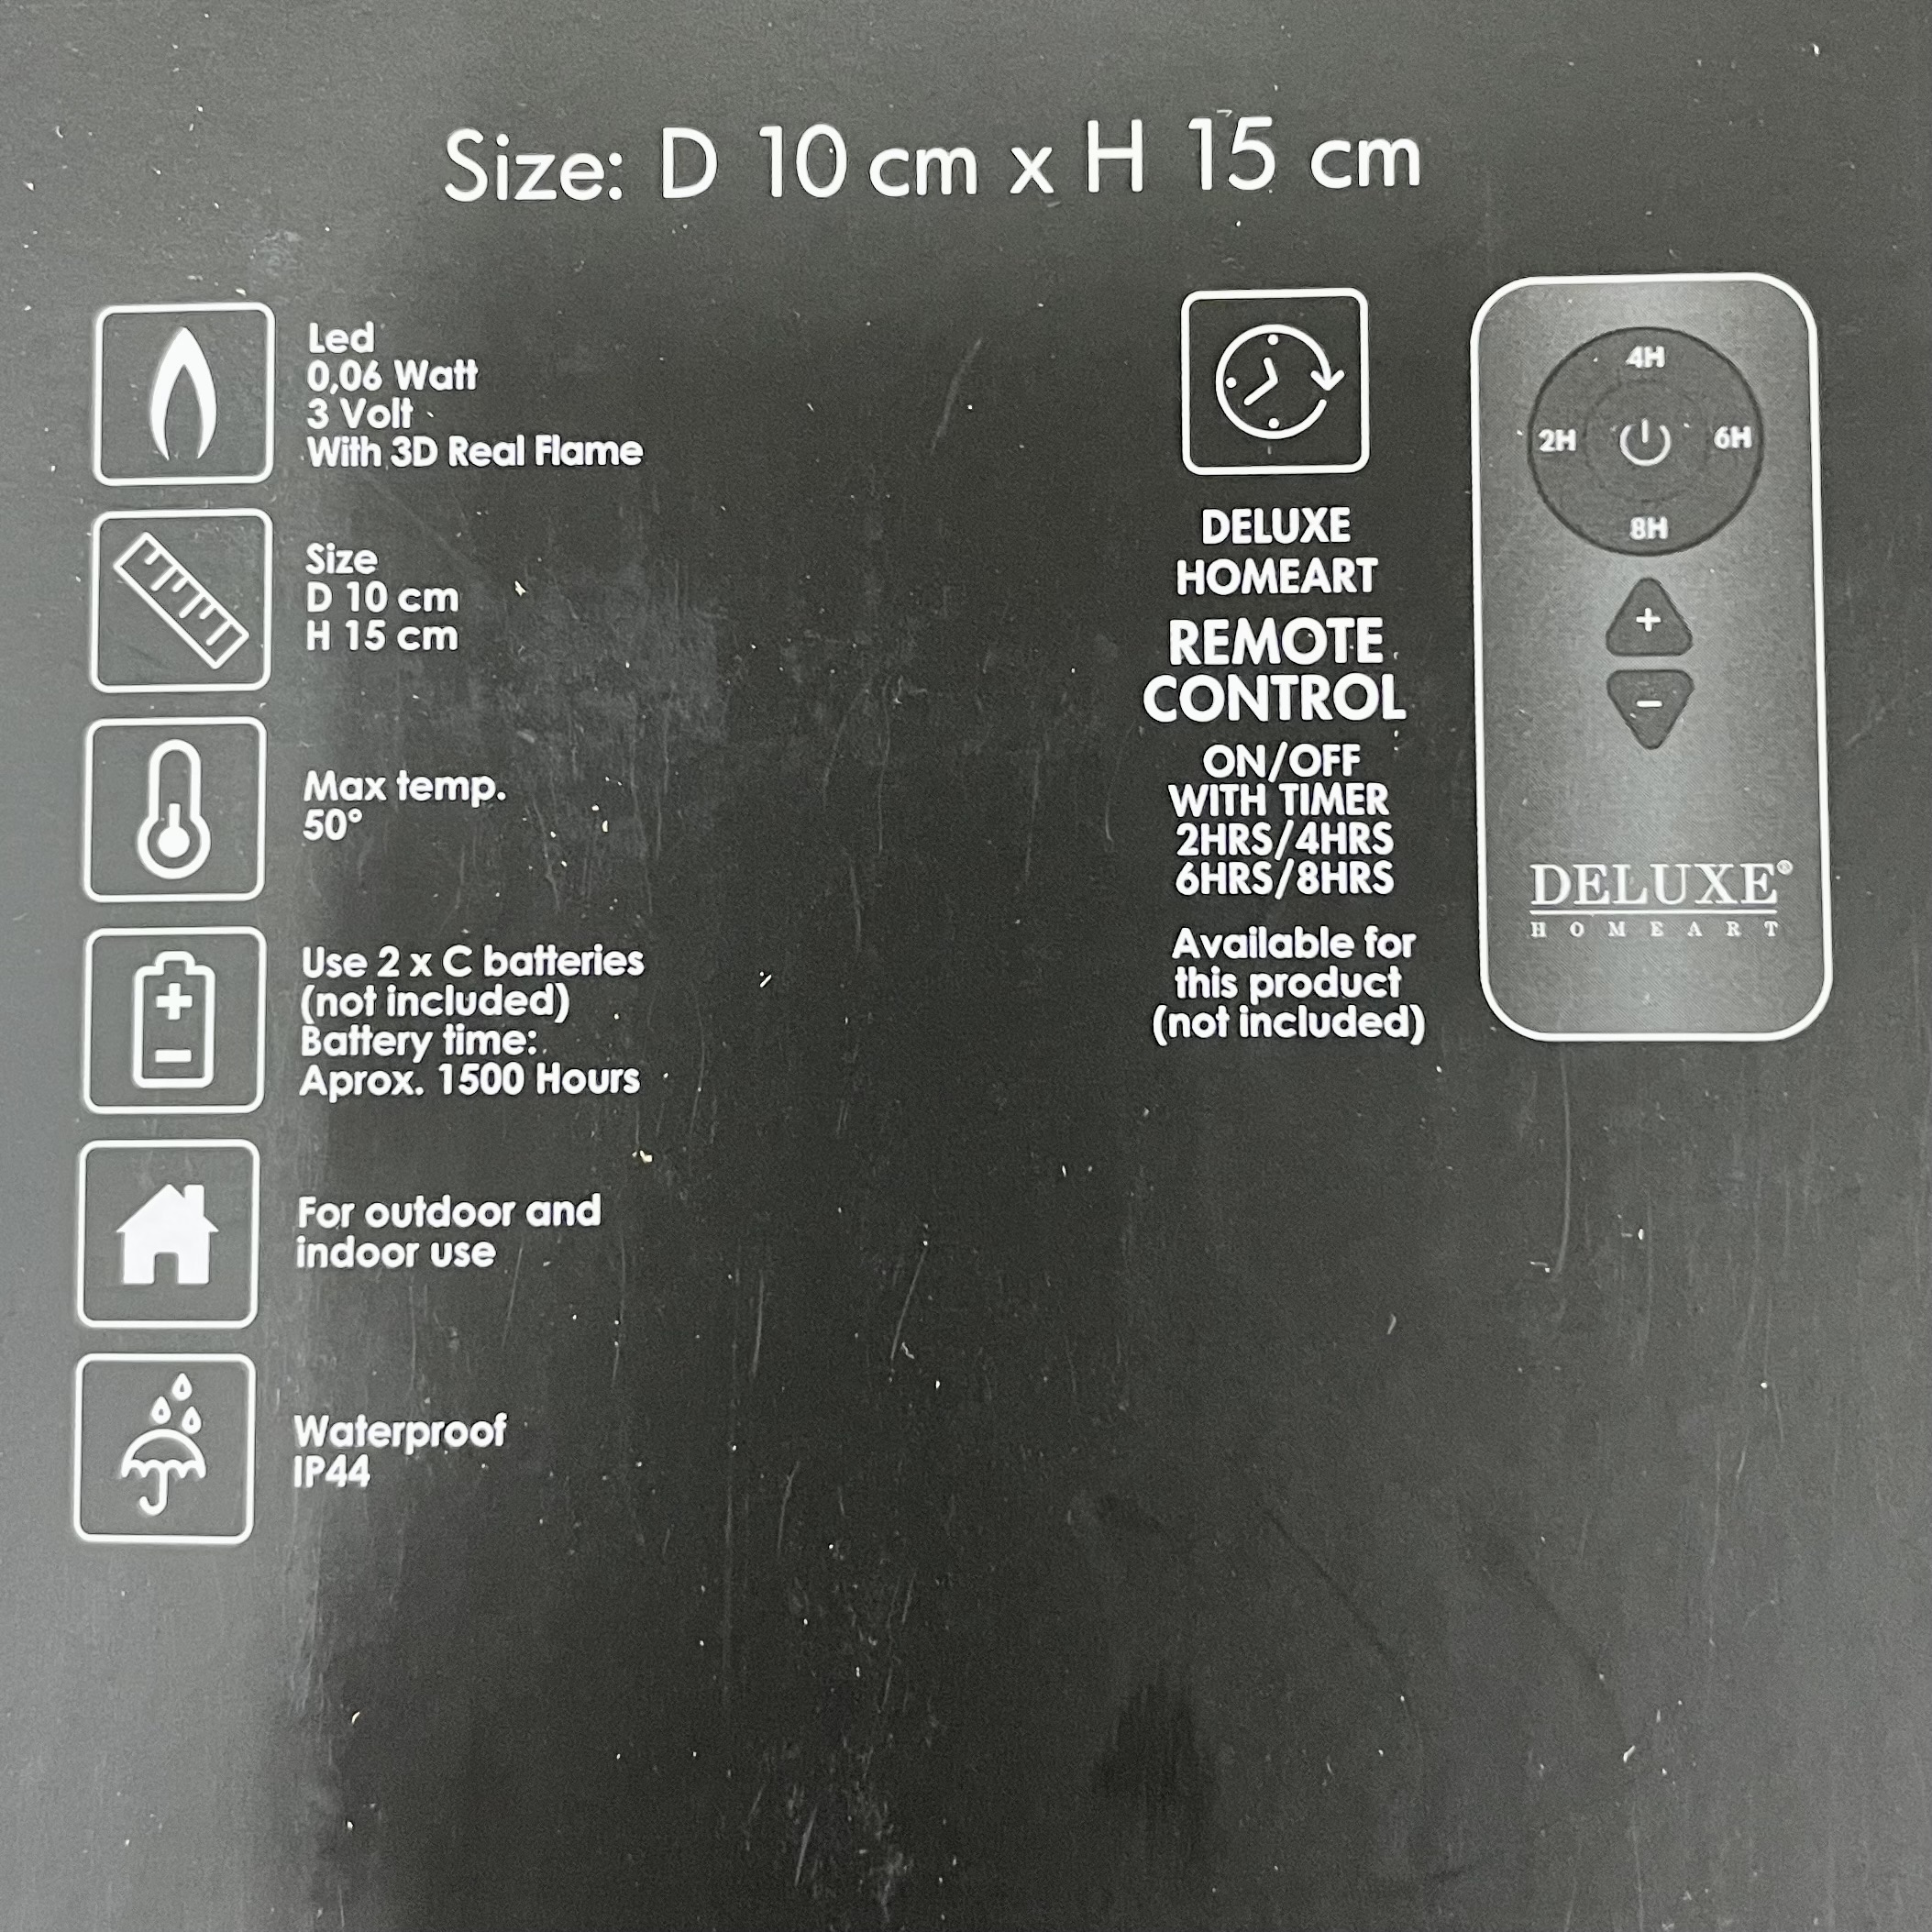 Size: D 10 cm x H 15 cm
Led
0,06 Watt
3 Volt
With 3D Real Flame
Size
D 10 cm
H 15 cm
Max temp.
50°
Use 2 x C batteries
(not included)
Battery time:
Aprox. 1500 Hours
For outdoor and
indoor use
Waterproof
IP44
DELUXE
HOMEART
REMOTE
CONTROL
ON/OFF
WITH TIMER
2HRS/4HRS
6HRS/8HRS
Available for
this product
(not included)
4H
2H 6H
8H
+
−
DELUXE®
HOMEART